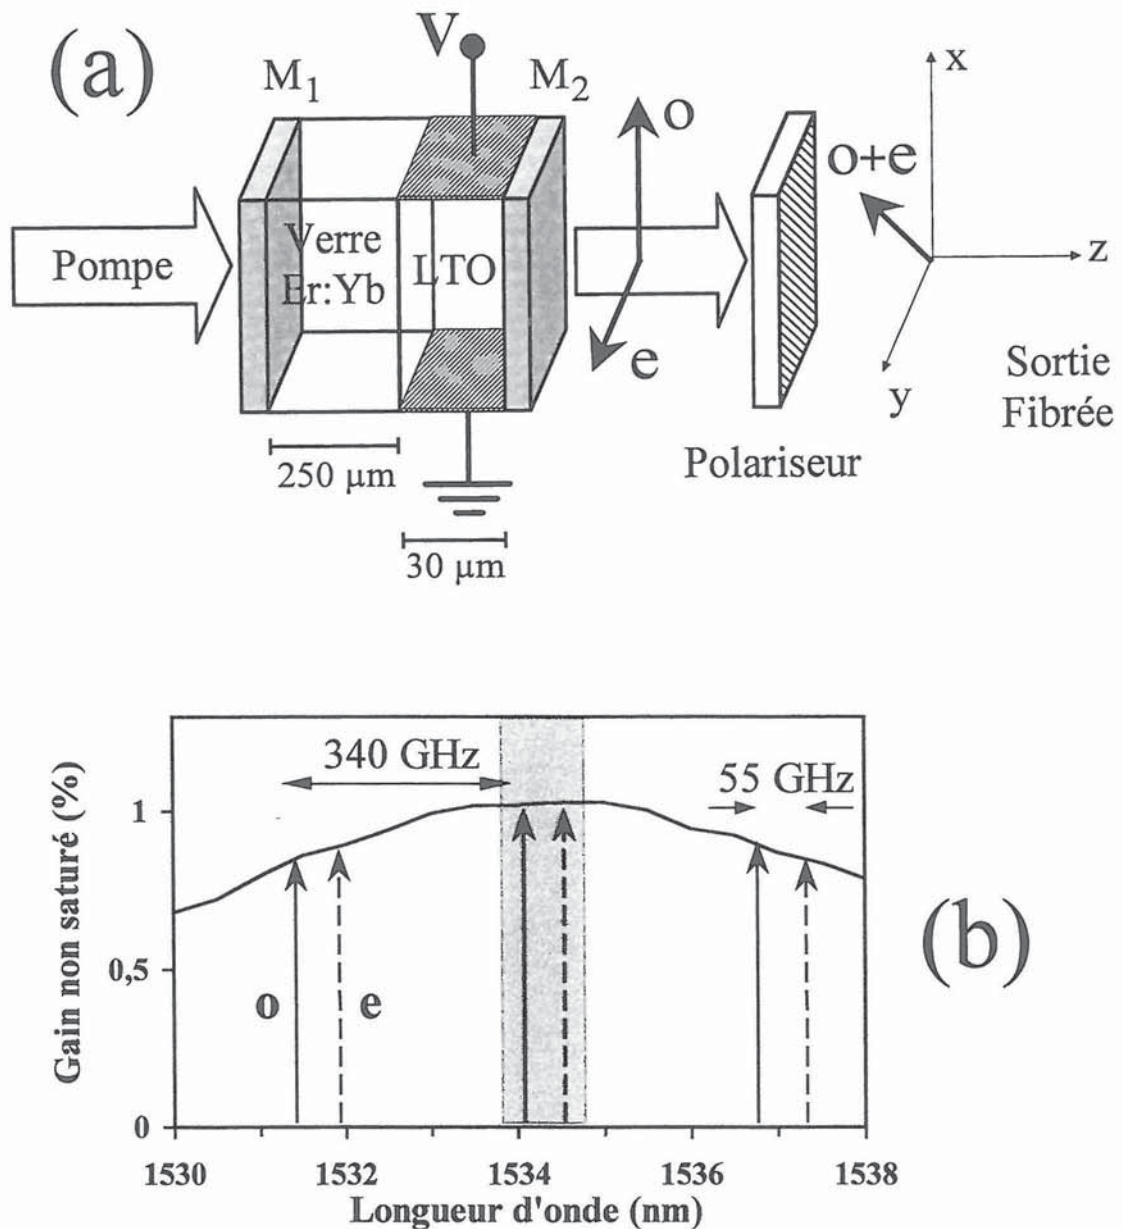 (a)
V
M1
M2
o
x
o+e
Pompe
Verre
Er:Yb
LTO
z
e
y
Sortie
Fibrée
Polariseur
250 µm
30 µm
340 GHz
55 GHz
Gain non saturé (%)
1
0,5
0
o
e
(b)
1530
1532
1534
1536
1538
Longueur d'onde (nm)